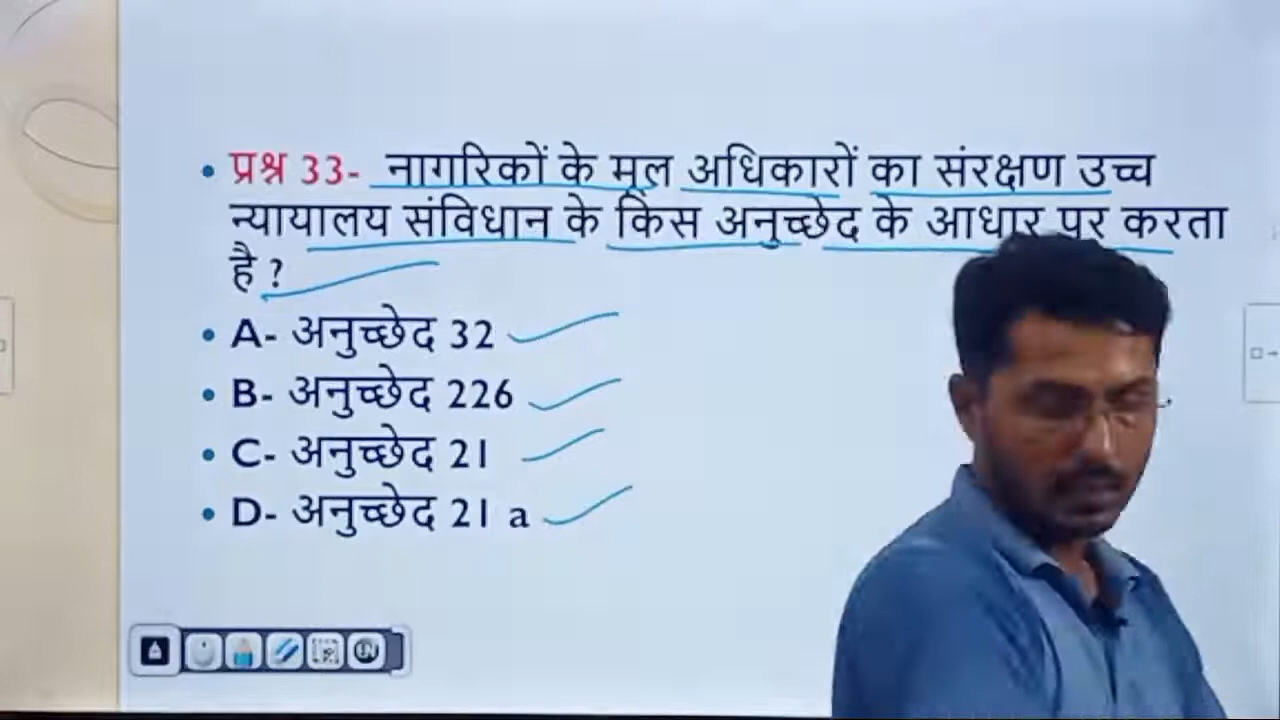 • प्रश्न 33- नागरिकों के मूल अधिकारों का संरक्षण उच्च
न्यायालय संविधान के किस अनुच्छेद के आधार पर करता
है ?
• A- अनुच्छेद 32
• B- अनुच्छेद 226
• C- अनुच्छेद 21
• D- अनुच्छेद 21 a